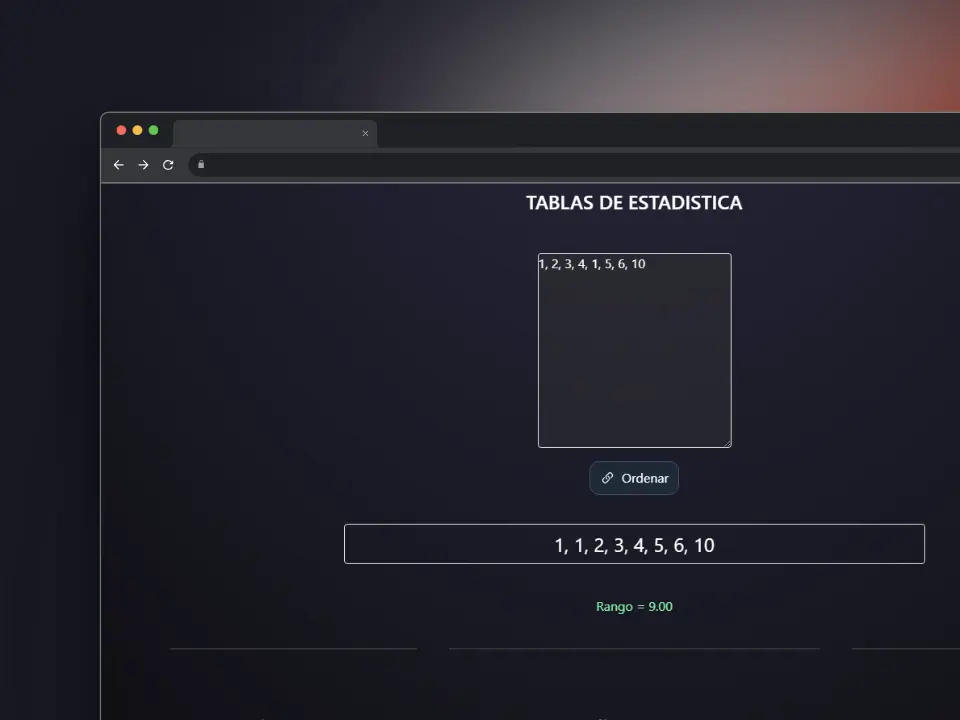 TABLAS DE ESTADISTICA
1, 2, 3, 4, 1, 5, 6, 10
Ordenar
1, 1, 2, 3, 4, 5, 6, 10
Rango = 9.00